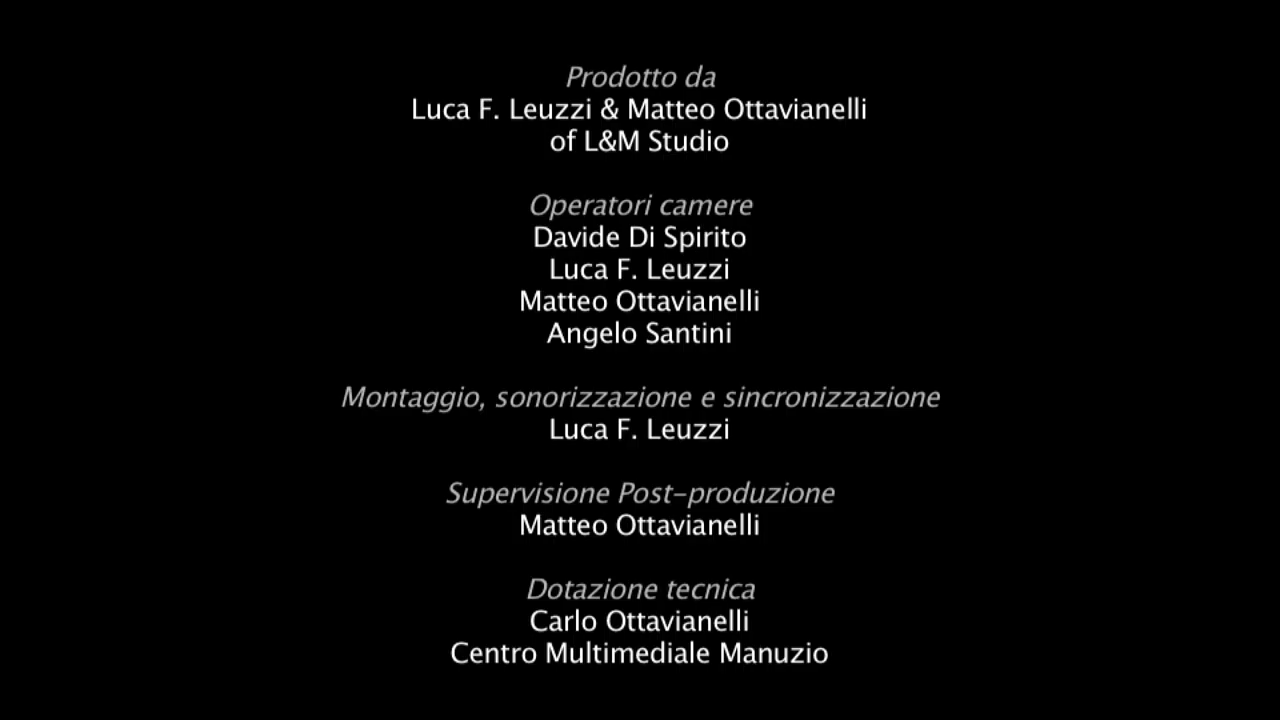 Prodotto da
Luca F. Leuzzi & Matteo Ottavianelli
of L&M Studio
Operatori camere
Davide Di Spirito
Luca F. Leuzzi
Matteo Ottavianelli
Angelo Santini
Montaggio, sonorizzazione e sincronizzazione
Luca F. Leuzzi
Supervisione Post-produzione
Matteo Ottavianelli
Dotazione tecnica
Carlo Ottavianelli
Centro Multimediale Manuzio